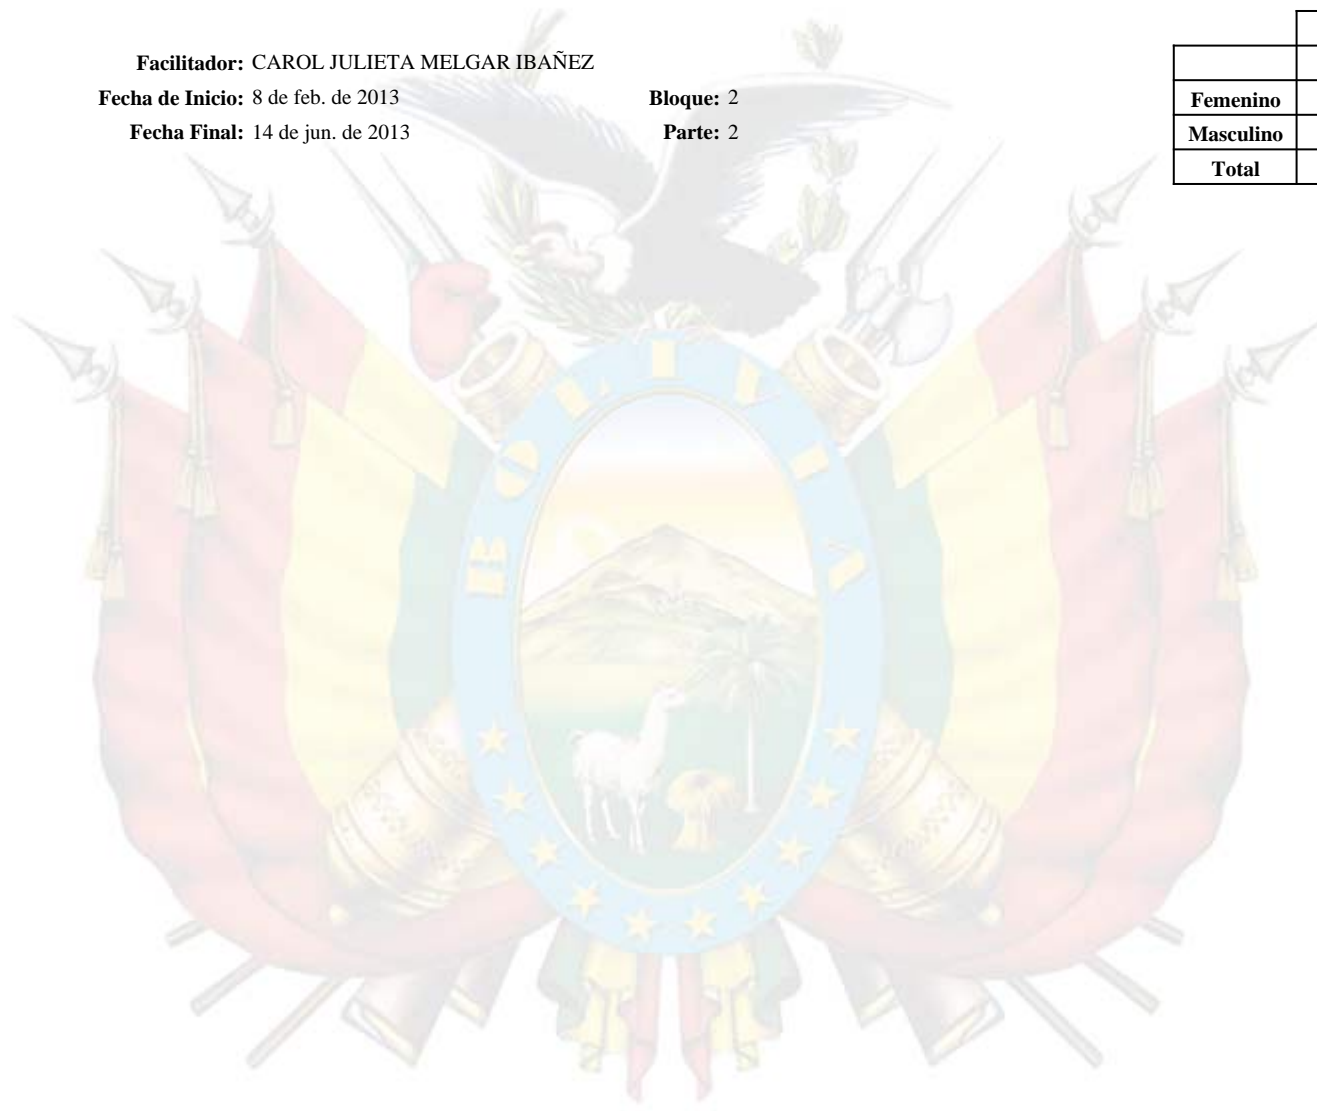 Facilitador: CAROL JULIETA MELGAR IBAÑEZ
Fecha de Inicio: 8 de feb. de 2013 Bloque: 2
Fecha Final: 14 de jun. de 2013 Parte: 2
Femenino
Masculino
Total
BOLIVIA